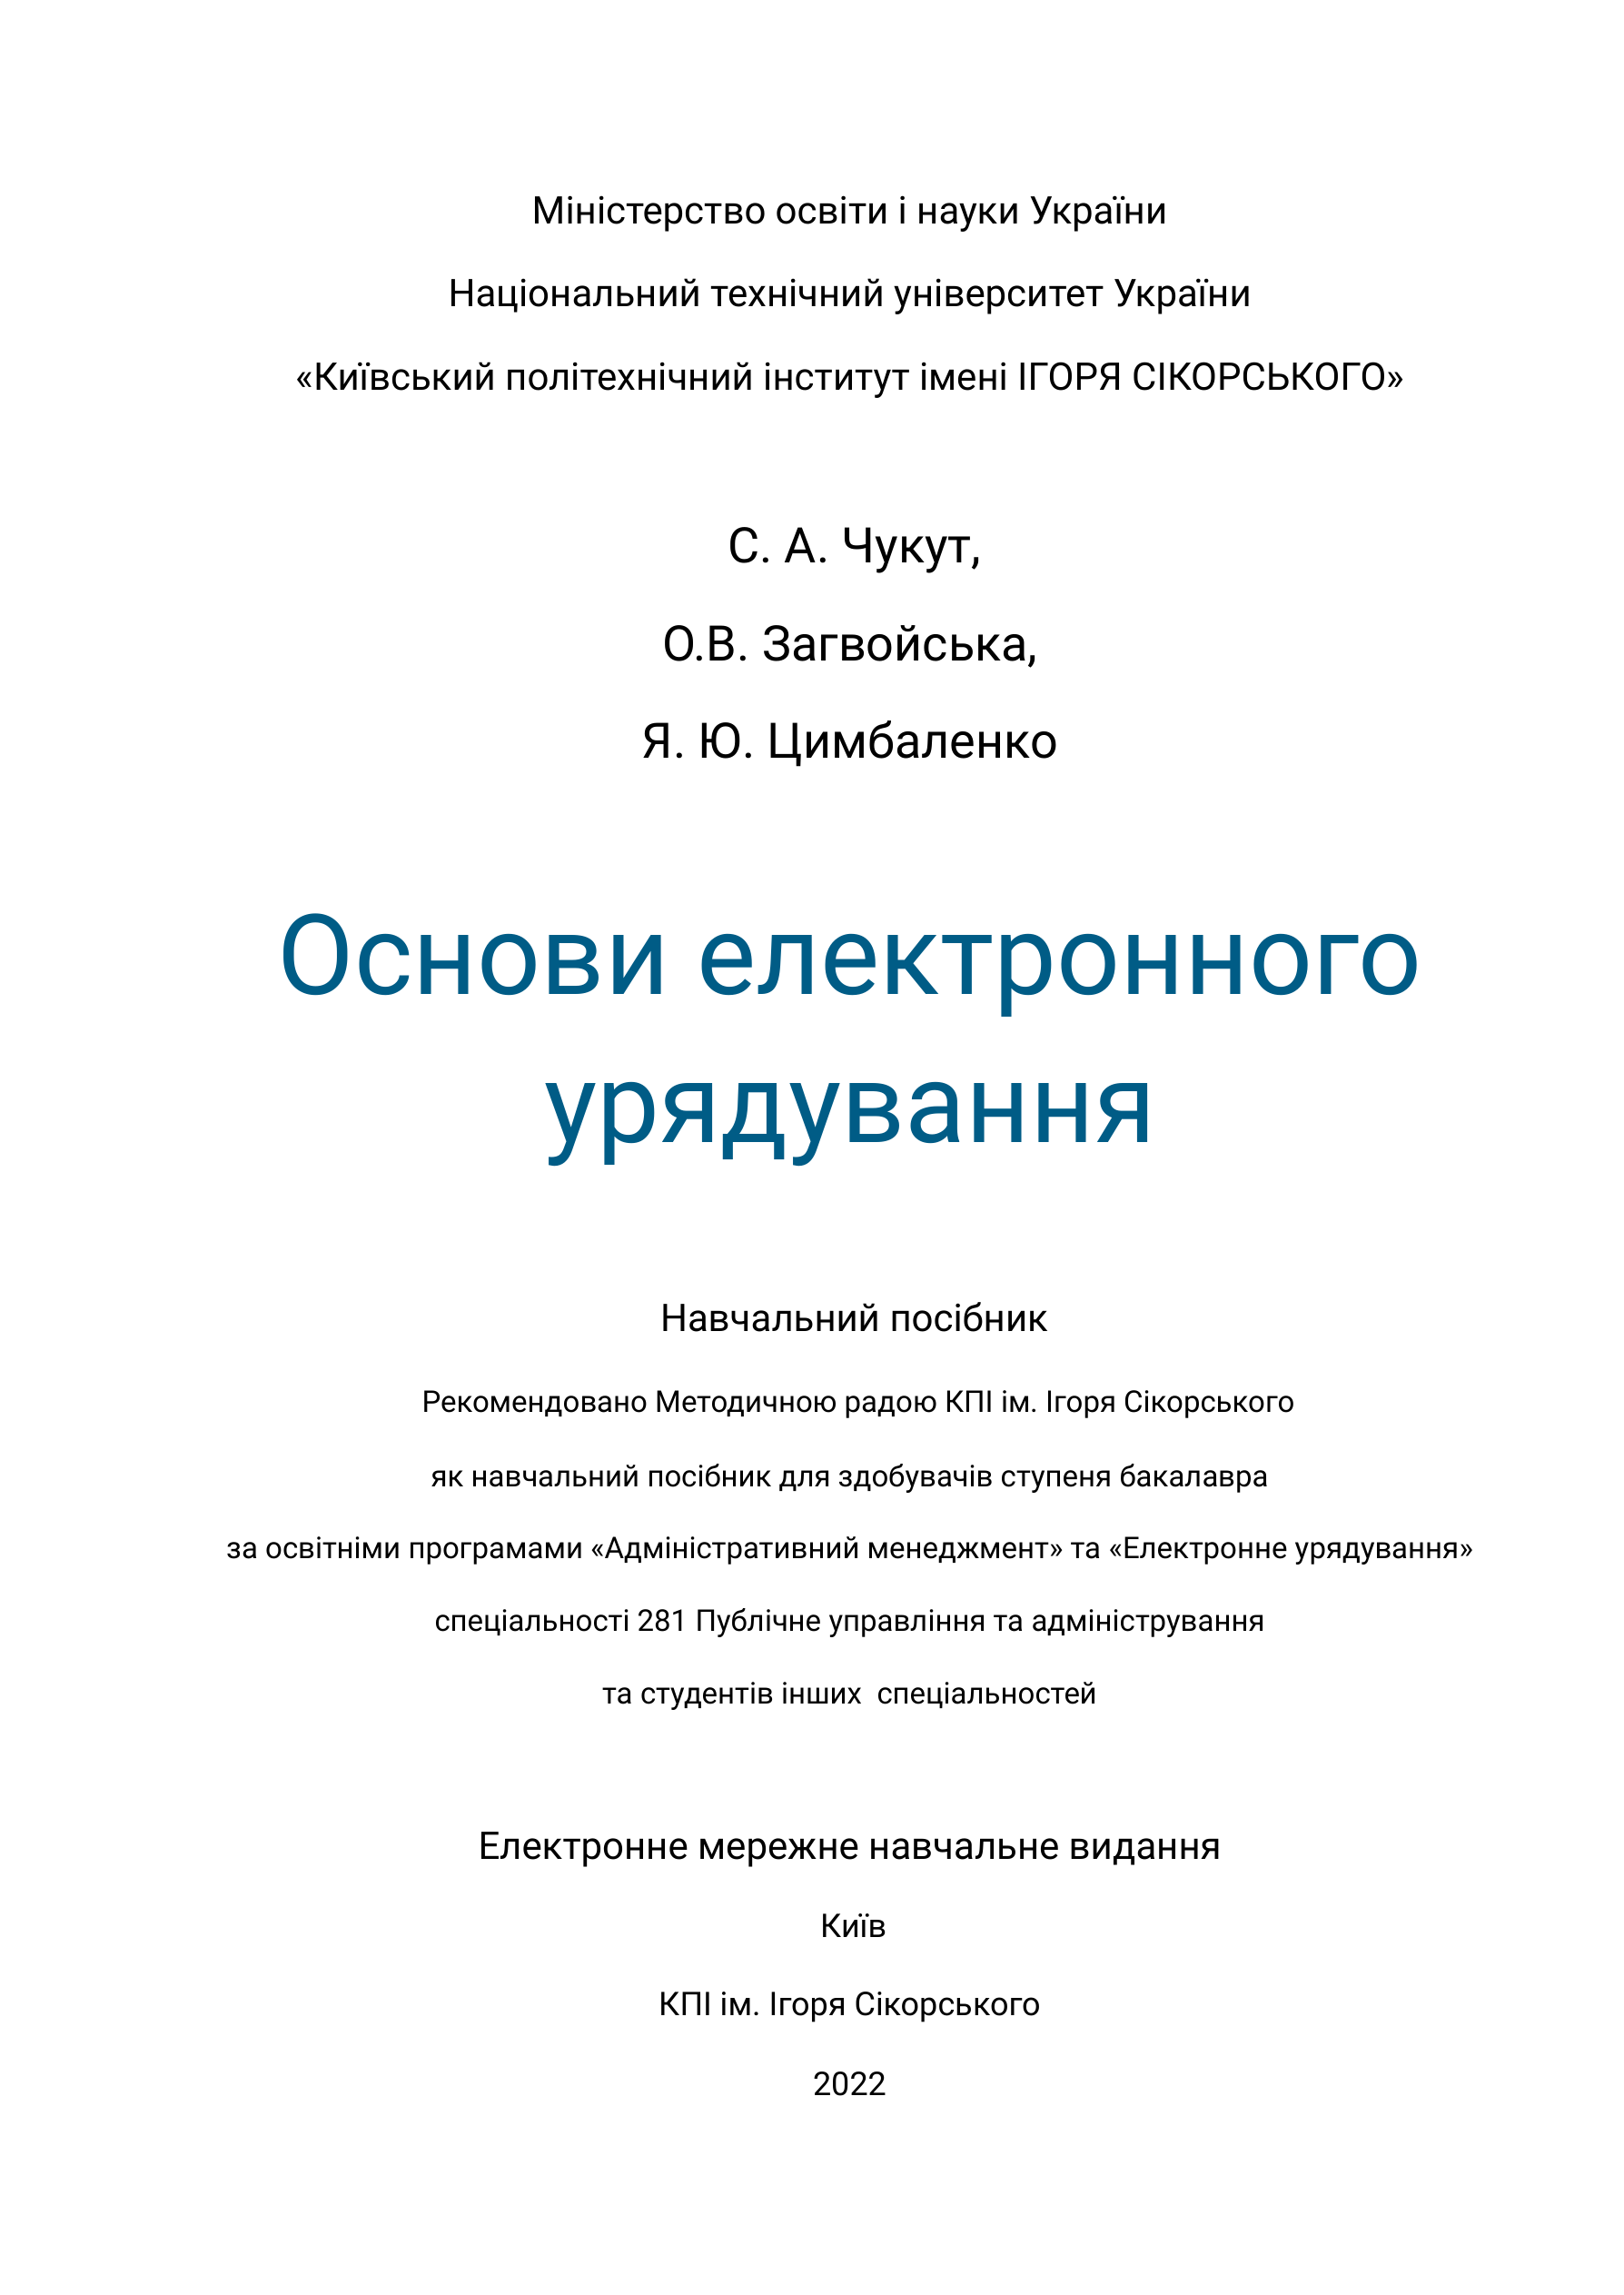 Міністерство освіти і науки України
Національний технічний університет України
«Київський політехнічний інститут імені ІГОРЯ СІКОРСЬКОГО»
С. А. Чукут,
О.В. Загвойська,
Я. Ю. Цимбаленко
Основи електронного
урядування
Навчальний посібник
Рекомендовано Методичною радою КПІ ім. Ігоря Сікорського
як навчальний посібник для здобувачів ступеня бакалавра
за освітніми програмами «Адміністративний менеджмент» та «Електронне урядування»
спеціальності 281 Публічне управління та адміністрування
та студентів інших  спеціальностей
Електронне мережне навчальне видання
Київ
КПІ ім. Ігоря Сікорського
2022